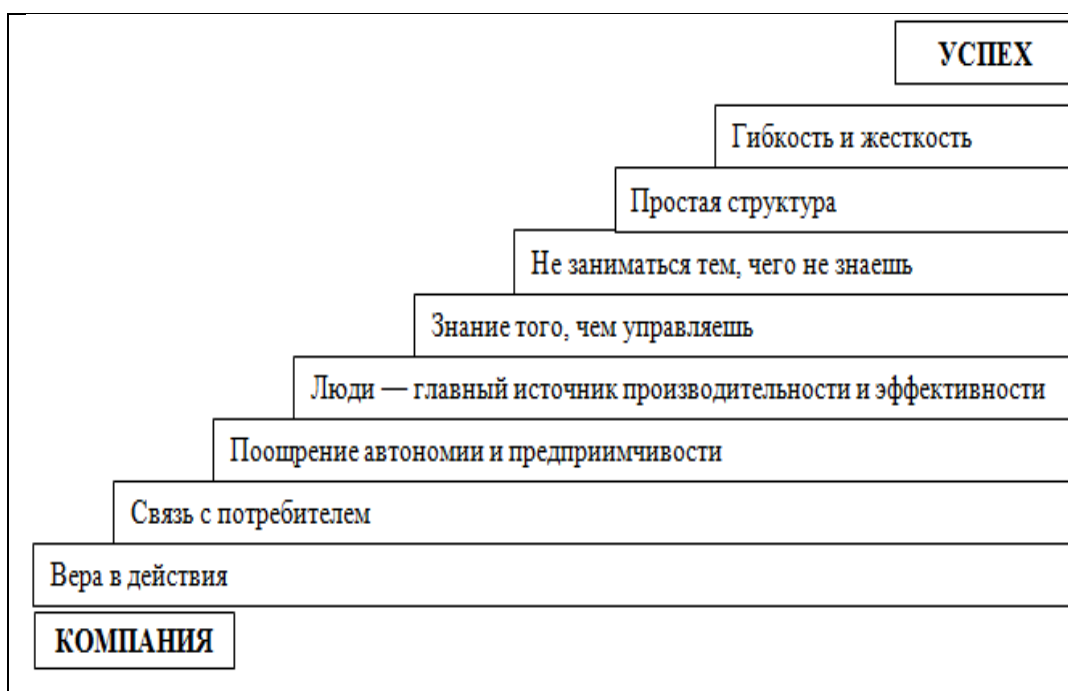 УСПЕХ
Гибкость и жесткость
Простая структура
Не заниматься тем, чего не знаешь
Знание того, чем управляешь
Люди — главный источник производительности и эффективности
Поощрение автономии и предприимчивости
Связь с потребителем
Вера в действия
КОМПАНИЯ